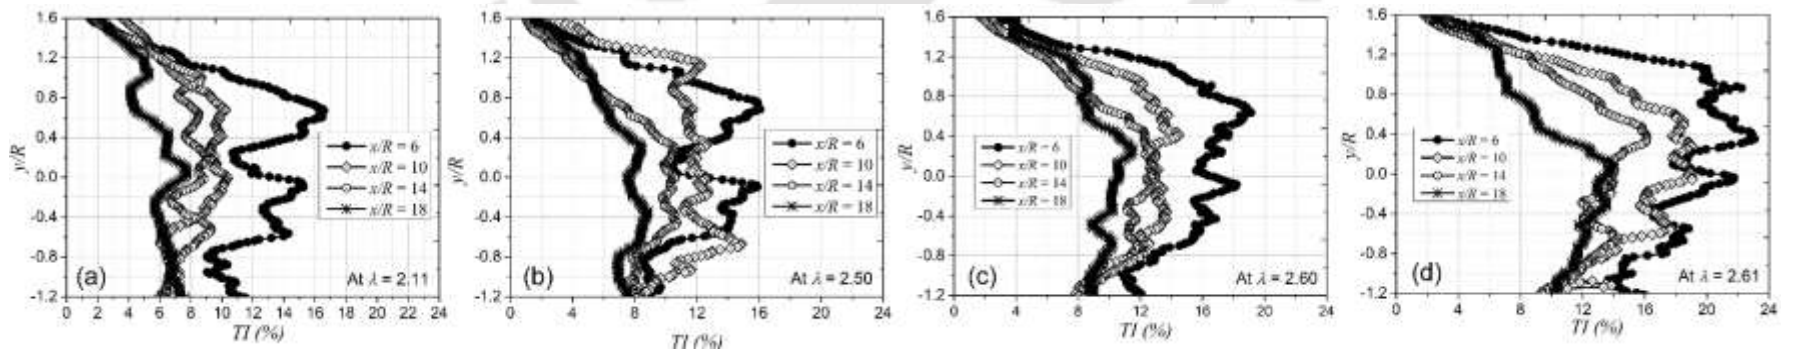 1.6
1.2
0.8
0.4
0.0
-0.4
-0.8
-1.2
y/R
0 2 4 6 8 10 12 14 16 18 20 22 24
TI (%)
x/R = 6
x/R = 10
x/R = 14
x/R = 18
(a)
At λ = 2.11
1.6
1.2
0.8
0.4
0.0
-0.4
-0.8
-1.2
y/R
0 4 8 12 16 20 24
TI (%)
x/R = 6
x/R = 10
x/R = 14
x/R = 18
(b)
At λ = 2.50
1.6
1.2
0.8
0.4
0.0
-0.4
-0.8
-1.2
y/R
0 4 8 12 16 20 24
TI (%)
x/R = 6
x/R = 10
x/R = 14
x/R = 18
(c)
At λ = 2.60
1.6
1.2
0.8
0.4
0.0
-0.4
-0.8
-1.2
y/R
0 4 8 12 16 20 24
TI (%)
x/R = 6
x/R = 10
x/R = 14
x/R = 18
(d)
At λ = 2.61